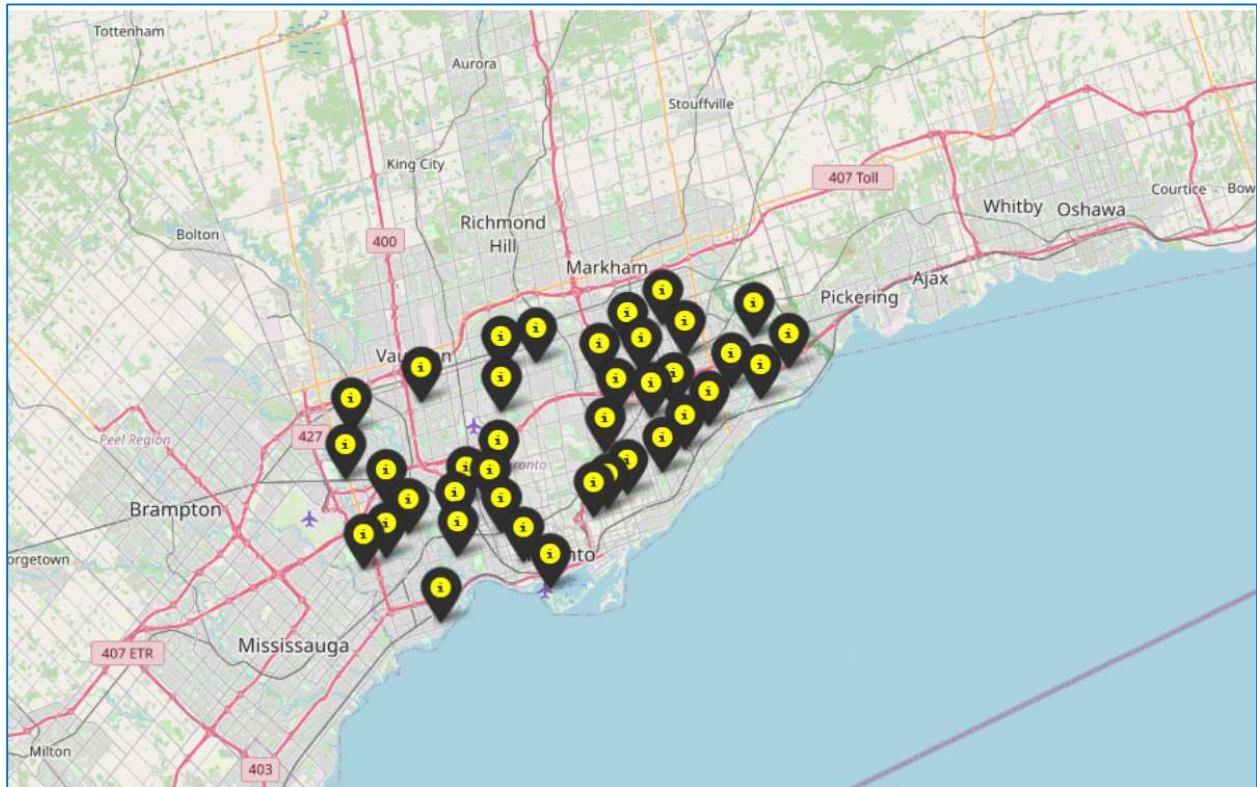 Tottenham
Aurora
Stouffville
King City
407 Toll
Courtice
Bow
Whitby
Oshawa
Richmond
Hill
Bolton
400
Markham
Ajax
Pickering
427
Peel Region
Brampton
orgetown
Mississauga
407 ETR
Milton
403